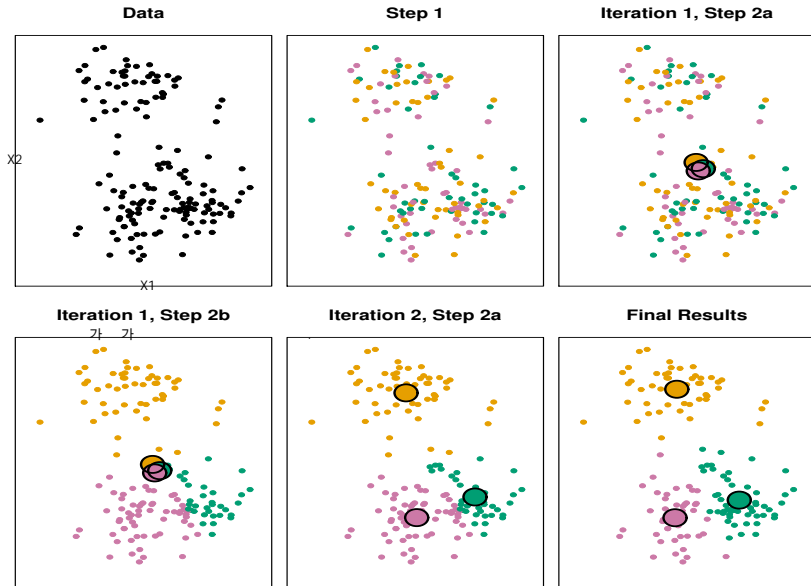 Data
Step 1
Iteration 1, Step 2a
X2
X1
Iteration 1, Step 2b
Iteration 2, Step 2a
Final Results
가 가